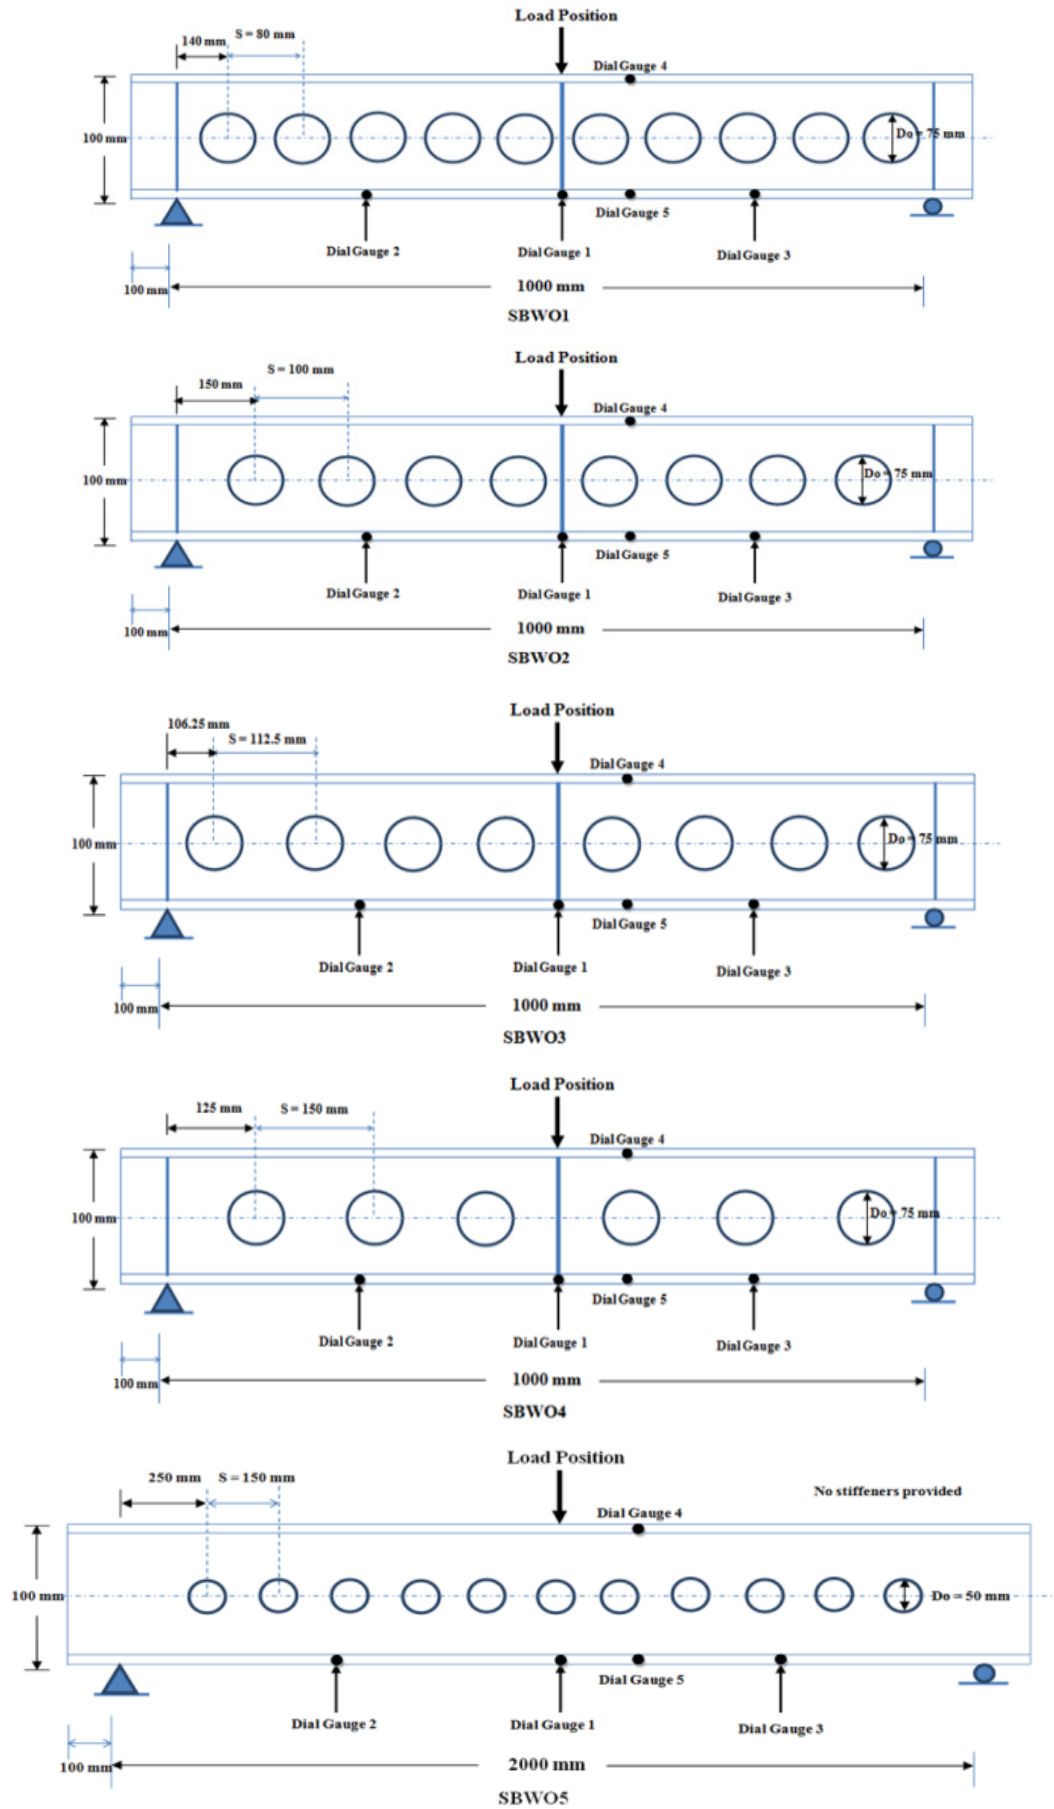 Load Position
140 mm
S = 80 mm
Dial Gauge 4
100 mm
Do = 75 mm
Dial Gauge 5
Dial Gauge 2
Dial Gauge 1
Dial Gauge 3
100 mm
1000 mm
SBWO1
Load Position
S = 100 mm
150 mm
Dial Gauge 4
100 mm
Do = 75 mm
Dial Gauge 5
Dial Gauge 2
Dial Gauge 1
Dial Gauge 3
100 mm
1000 mm
SBWO2
Load Position
106.25 mm
S = 112.5 mm
Dial Gauge 4
100 mm
Do = 75 mm
Dial Gauge 5
Dial Gauge 2
Dial Gauge 1
Dial Gauge 3
100 mm
1000 mm
SBWO3
Load Position
125 mm
S = 150 mm
Dial Gauge 4
100 mm
Do = 75 mm
Dial Gauge 5
Dial Gauge 2
Dial Gauge 1
Dial Gauge 3
100 mm
1000 mm
SBWO4
Load Position
250 mm
S = 150 mm
No stiffeners provided
Dial Gauge 4
100 mm
Do = 50 mm
Dial Gauge 5
Dial Gauge 2
Dial Gauge 1
Dial Gauge 3
100 mm
2000 mm
SBWO5